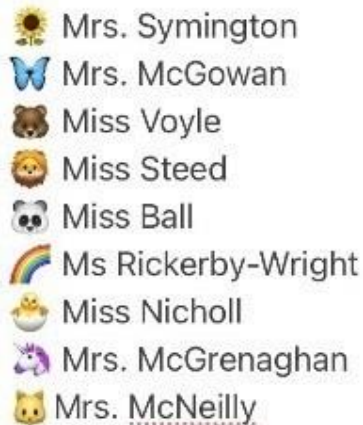 🌻 Mrs. Symington
🦋 Mrs. McGowan
🐻 Miss Voyle
🦁 Miss Steed
🐼 Miss Ball
🌈 Ms Rickerby-Wright
🐣 Miss Nicholl
🦄 Mrs. McGrenaghan
🐱 Mrs. McNeilly